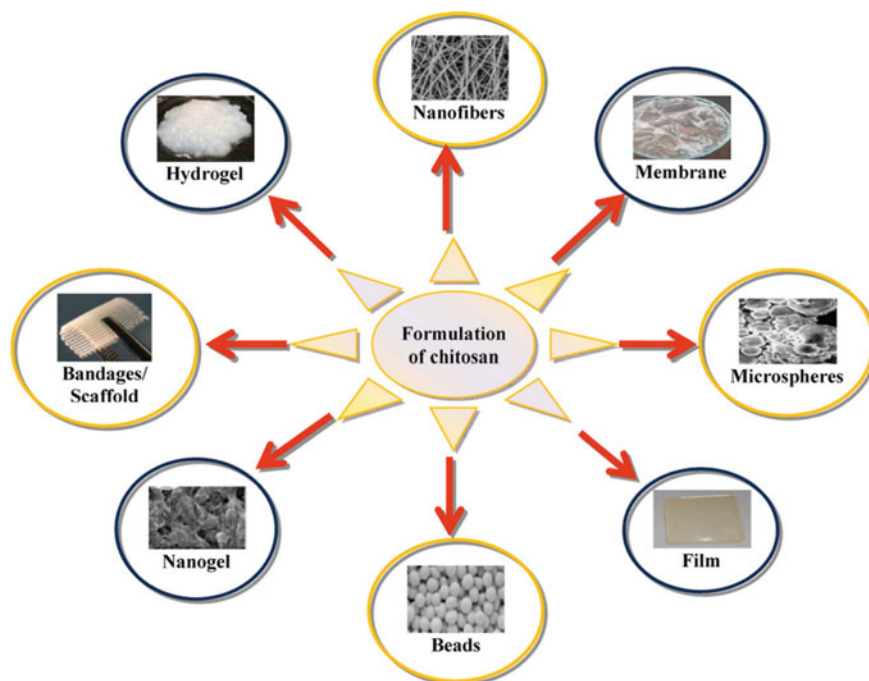 Nanofibers
Hydrogel
Membrane
Formulation
of chitosan
Bandages/
Scaffold
Microspheres
Nanogel
Film
Beads